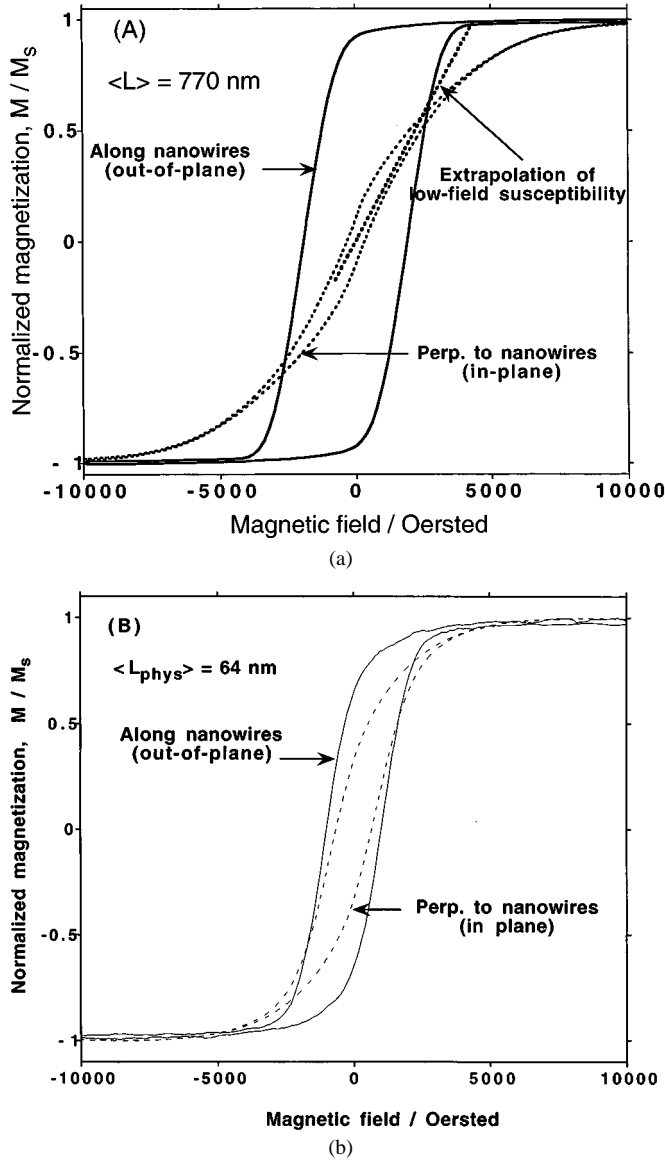 (A)
<L> = 770 nm
Along nanowires
(out-of-plane)
Extrapolation of
low-field susceptibility
Perp. to nanowires
(in-plane)
Normalized magnetization, M / Ms
1
0.5
0
- 0.5
- 1
-10000 -5000 0 5000 10000
Magnetic field / Oersted
(a)
(B)
<Lphys> = 64 nm
Along nanowires
(out-of-plane)
Perp. to nanowires
(in plane)
Normalized magnetization, M / Ms
1
0.5
0
-0.5
- 1
-10000 -5000 0 5000 10000
Magnetic field / Oersted
(b)